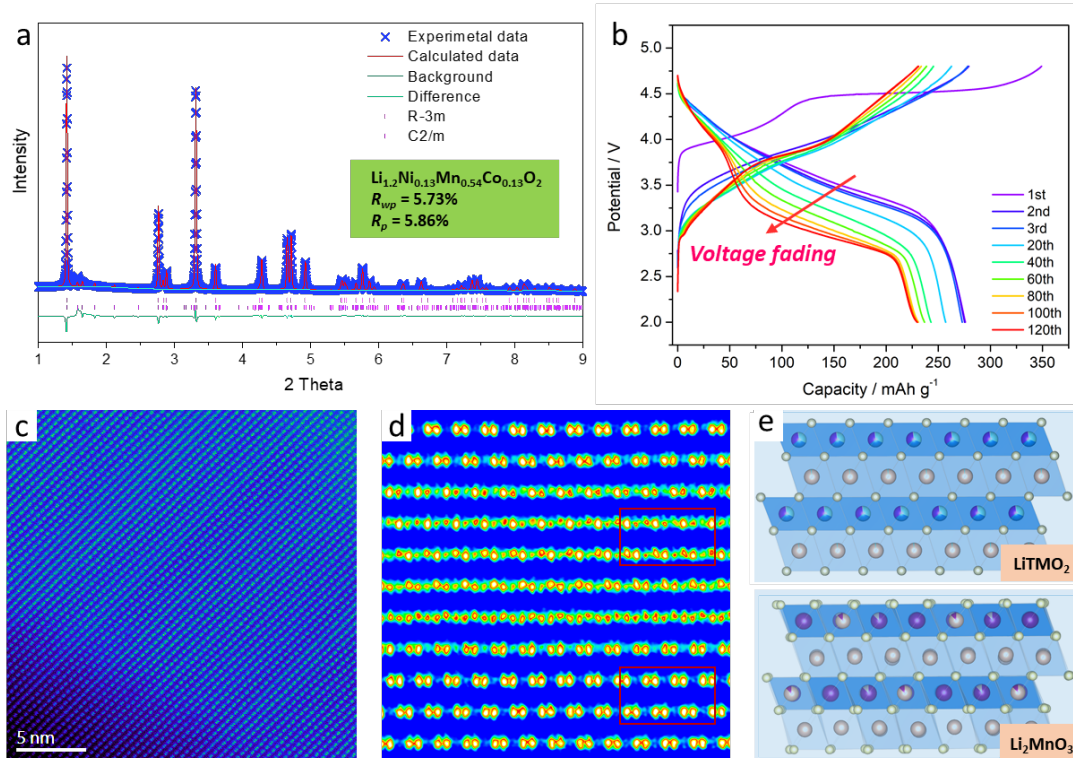 a
Experimetal data
Calculated data
Background
Difference
R-3m
C2/m
Li1.2Ni0.13Mn0.54Co0.13O2
Rwp = 5.73%
Rp = 5.86%
Intensity
1 2 3 4 5 6 7 8 9
2 Theta
b
5.0
4.5
4.0
3.5
3.0
2.5
2.0
Potential / V
Voltage fading
1st
2nd
3rd
20th
40th
60th
80th
100th
120th
0 50 100 150 200 250 300 350
Capacity / mAh g-1
c
5 nm
d
e
LiTMO2
Li2MnO3